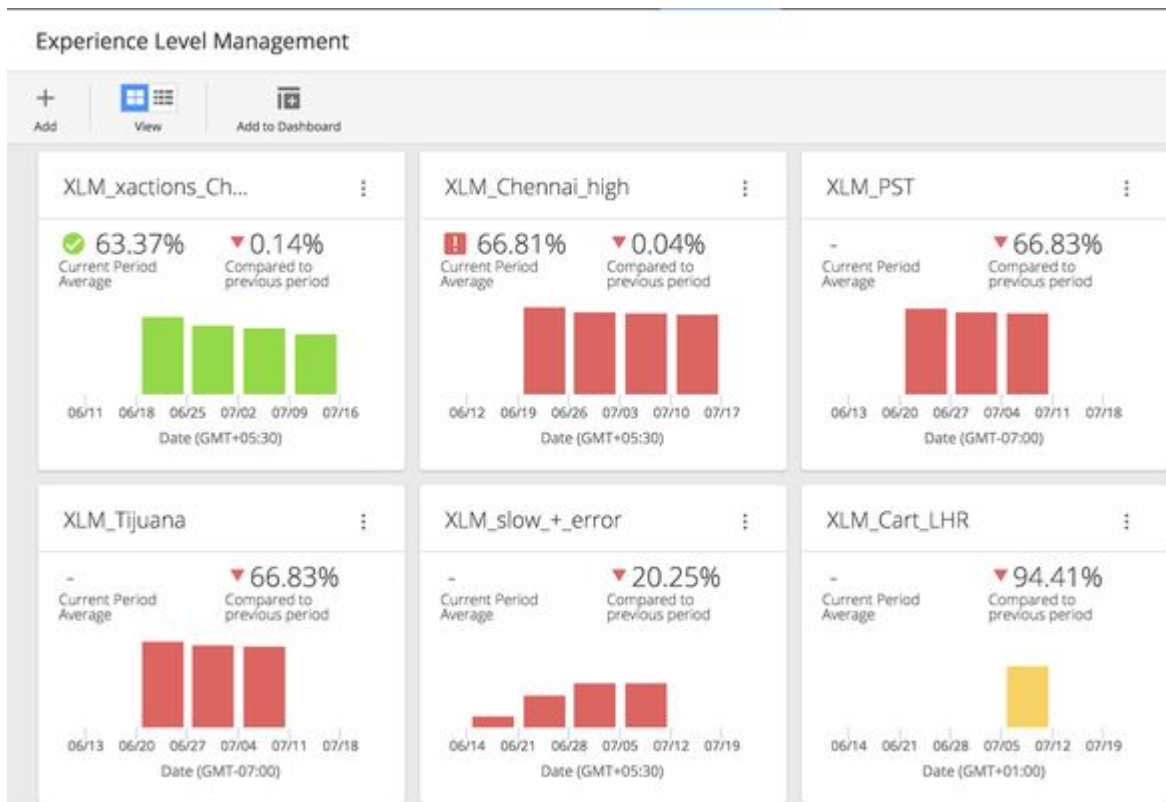 Experience Level Management
Add
View
Add to Dashboard
XLM_xactions_Ch...
63.37%
0.14%
Current Period
Average
Compared to
previous period
06/11 06/18 06/25 07/02 07/09 07/16
Date (GMT+05:30)
XLM_Chennai_high
66.81%
0.04%
Current Period
Average
Compared to
previous period
06/12 06/19 06/26 07/03 07/10 07/17
Date (GMT+05:30)
XLM_PST
-
66.83%
Current Period
Average
Compared to
previous period
06/13 06/20 06/27 07/04 07/11 07/18
Date (GMT-07:00)
XLM_Tijuana
-
66.83%
Current Period
Average
Compared to
previous period
06/13 06/20 06/27 07/04 07/11 07/18
Date (GMT-07:00)
XLM_slow_+_error
-
20.25%
Current Period
Average
Compared to
previous period
06/14 06/21 06/28 07/05 07/12 07/19
Date (GMT+05:30)
XLM_Cart_LHR
-
94.41%
Current Period
Average
Compared to
previous period
06/14 06/21 06/28 07/05 07/12 07/19
Date (GMT+01:00)